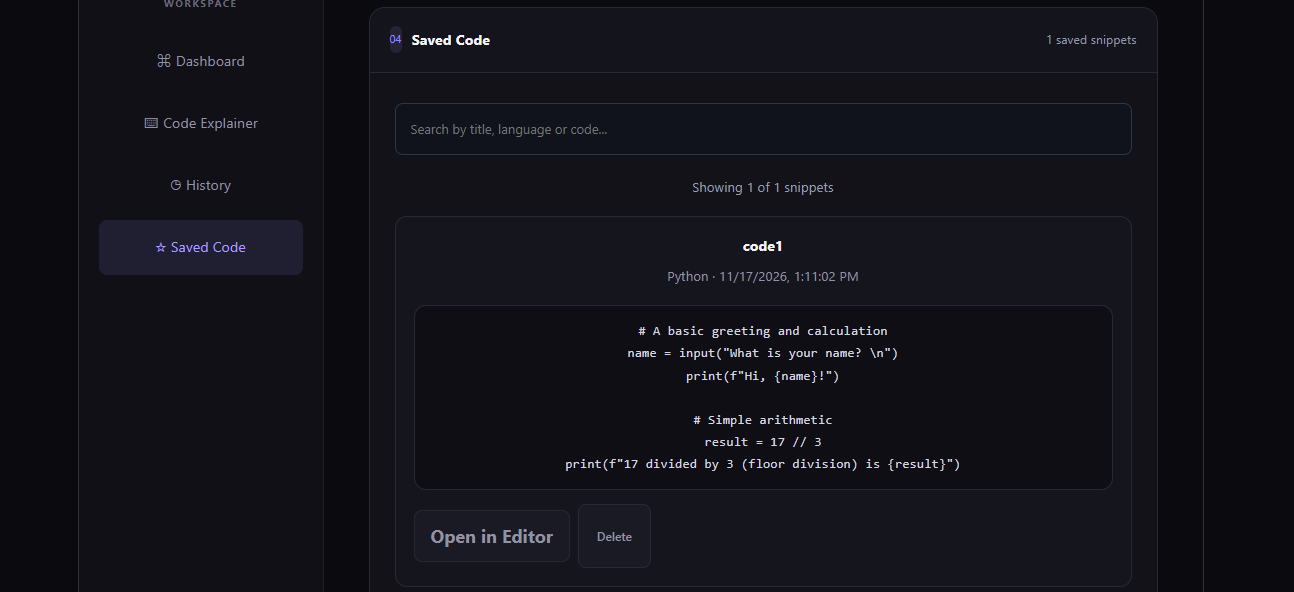 WORKSPACE
⌘ Dashboard
⌨ Code Explainer
◷ History
☆ Saved Code
04 Saved Code
1 saved snippets
Search by title, language or code...
Showing 1 of 1 snippets
code1
Python · 11/17/2026, 1:11:02 PM
# A basic greeting and calculation
name = input("What is your name? \n")
print(f"Hi, {name}!")
# Simple arithmetic
result = 17 // 3
print(f"17 divided by 3 (floor division) is {result}")
Open in Editor
Delete